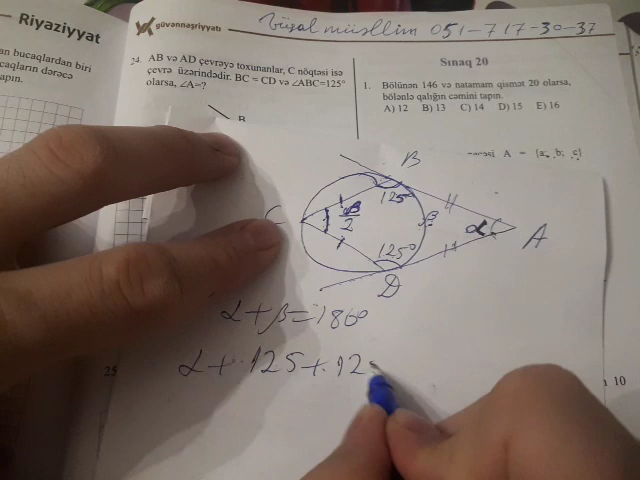 Riyaziyyat
an bucaqlardan biri
caqların dərəcə
apın.
güvənnəşriyyatı
Vüsal müəllim 051-717-30-37
24. AB və AD çevrəyə toxunanlar, C nöqtəsi isə
çevrə üzərindədir. BC = CD və ∠ABC=125°
olarsa, ∠A=?
B
Sınaq 20
1. Bölünən 146 və natamam qismət 20 olarsa,
bölənlə qalığın cəmini tapın.
A) 12 B) 13 C) 14 D) 15 E) 16
A = {a; b; c}
B
125°
β/2
β
α
A
125°
D
α+β=180
α+125+12
25
10